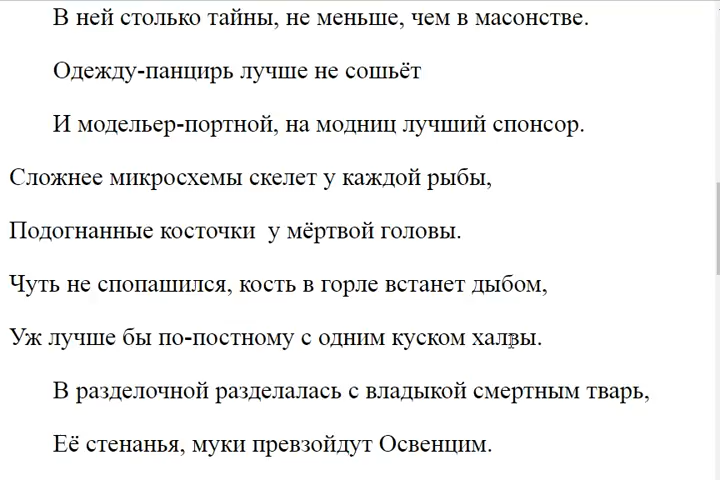 В ней столько тайны, не меньше, чем в масонстве.
Одежду-панцирь лучше не сошьёт
И модельер-портной, на модниц лучший спонсор.
Сложнее микросхемы скелет у каждой рыбы,
Подогнанные косточки  у мёртвой головы.
Чуть не спопашился, кость в горле встанет дыбом,
Уж лучше бы по-постному с одним куском халвы.
В разделочной разделалась с владыкой смертным тварь,
Её стенанья, муки превзойдут Освенцим.